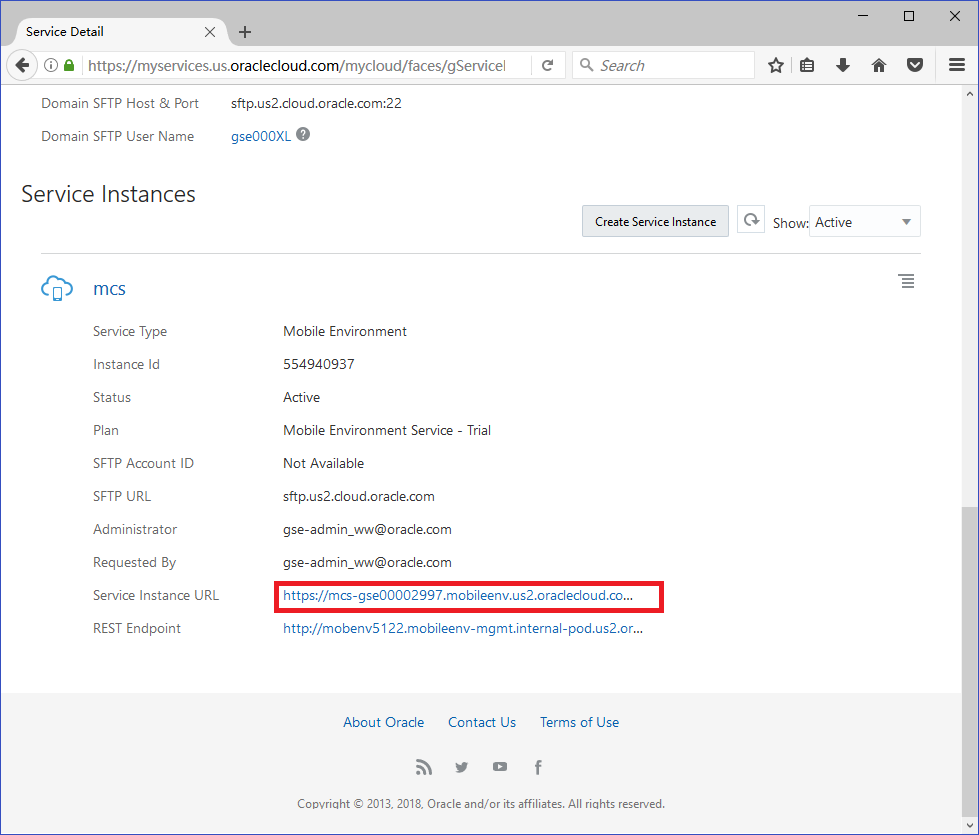 Service Detail
https://myservices.us.oraclecloud.com/mycloud/faces/gServicel
Search
Domain SFTP Host & Port sftp.us2.cloud.oracle.com:22
Domain SFTP User Name gse000XL ?
Service Instances
Create Service Instance Show: Active
mcs
Service Type Mobile Environment
Instance Id 554940937
Status Active
Plan Mobile Environment Service - Trial
SFTP Account ID Not Available
SFTP URL sftp.us2.cloud.oracle.com
Administrator gse-admin_ww@oracle.com
Requested By gse-admin_ww@oracle.com
Service Instance URL https://mcs-gse00002997.mobileenv.us2.oraclecloud.co...
REST Endpoint http://mobenv5122.mobileenv-mgmt.internal-pod.us2.or...
About Oracle Contact Us Terms of Use
Copyright © 2013, 2018, Oracle and/or its affiliates. All rights reserved.